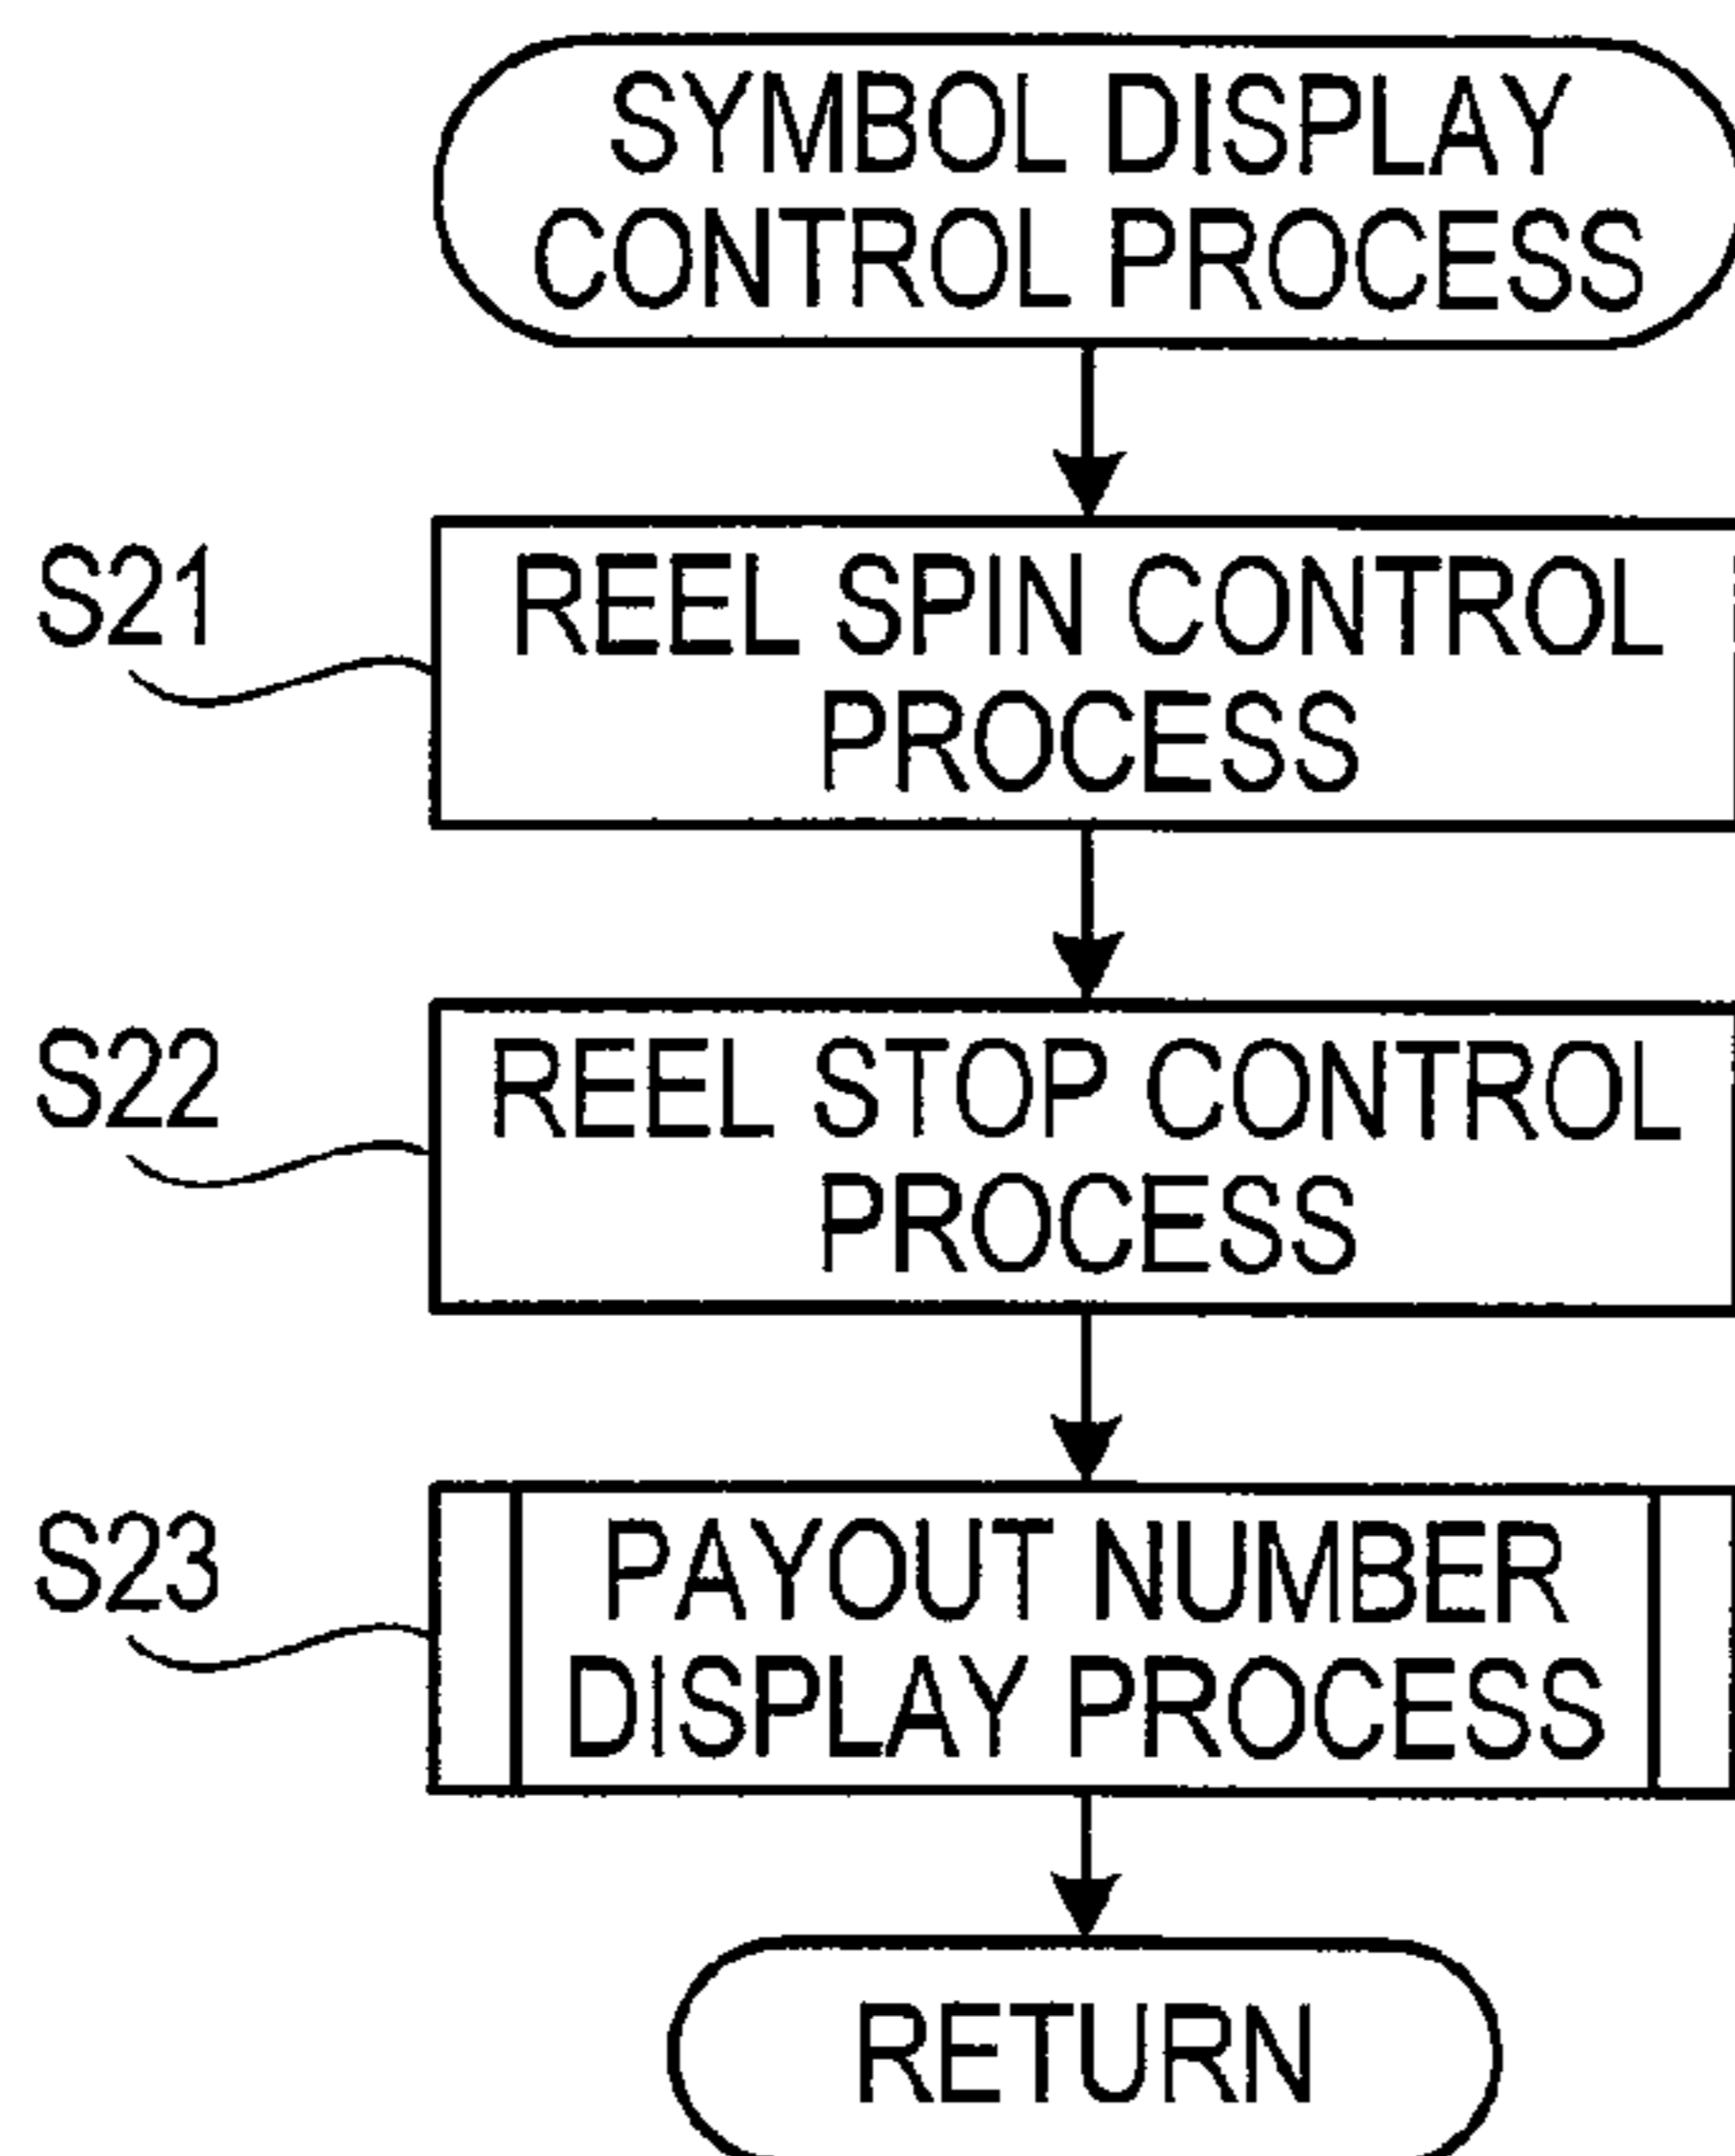 SYMBOL DISPLAY
CONTROL PROCESS
S21
REEL SPIN CONTROL
PROCESS
S22
REEL STOP CONTROL
PROCESS
S23
PAYOUT NUMBER
DISPLAY PROCESS
RETURN